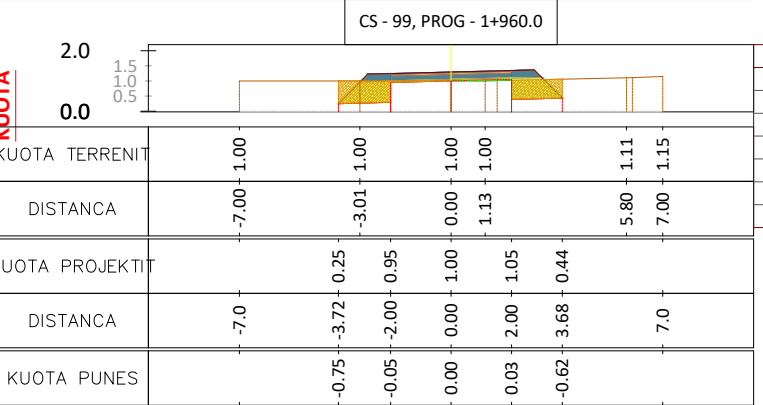 CS - 99, PROG - 1+960.0
KUOTA
2.0
1.5
1.0
0.5
0.0
KUOTA TERRENIT 1.00 1.00 1.00 1.00 1.11 1.15
DISTANCA -7.00 -3.01 0.00 1.13 5.80 7.00
UOTA PROJEKTIT 0.25 0.95 1.00 1.05 0.44
DISTANCA -7.0 -3.72 -2.00 0.00 2.00 3.68 7.0
KUOTA PUNES -0.75 -0.05 0.00 0.03 -0.62